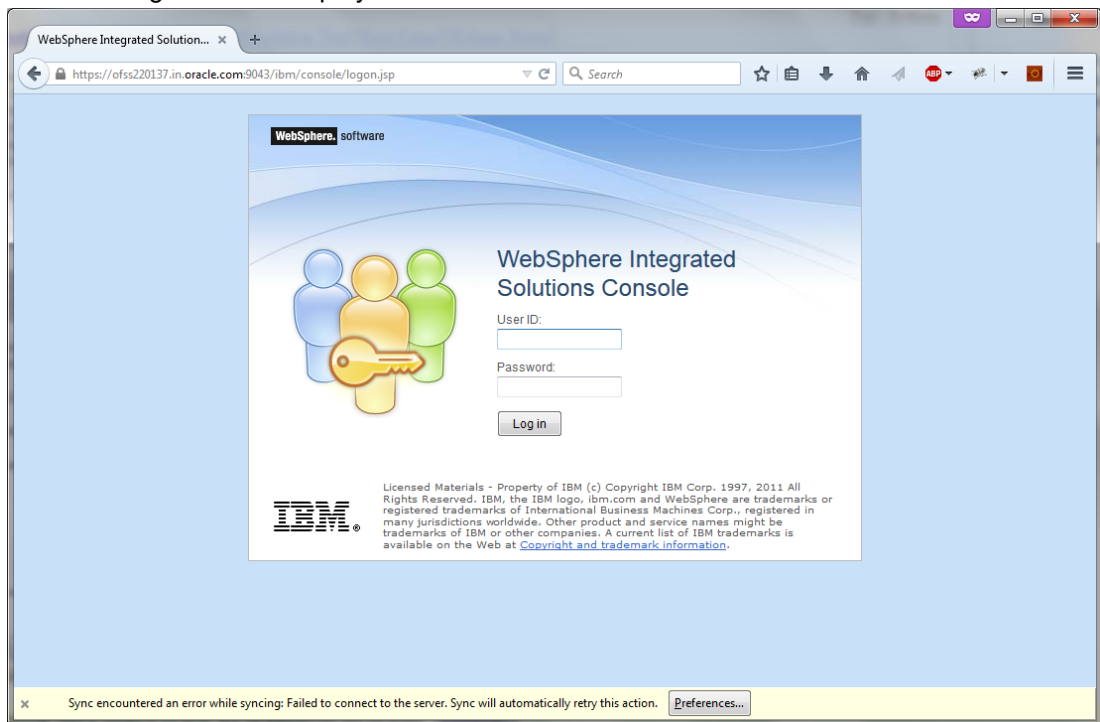 WebSphere Integrated Solution...
https://ofss220137.in.oracle.com:9043/ibm/console/logon.jsp
Search
ABP
WebSphere. software
WebSphere Integrated
Solutions Console
User ID:
Password:
Log in
Licensed Materials - Property of IBM (c) Copyright IBM Corp. 1997, 2011 All
Rights Reserved. IBM, the IBM logo, ibm.com and WebSphere are trademarks or
registered trademarks of International Business Machines Corp., registered in
many jurisdictions worldwide. Other product and service names might be
trademarks of IBM or other companies. A current list of IBM trademarks is
available on the Web at Copyright and trademark information.
IBM®
Sync encountered an error while syncing: Failed to connect to the server. Sync will automatically retry this action. Preferences...